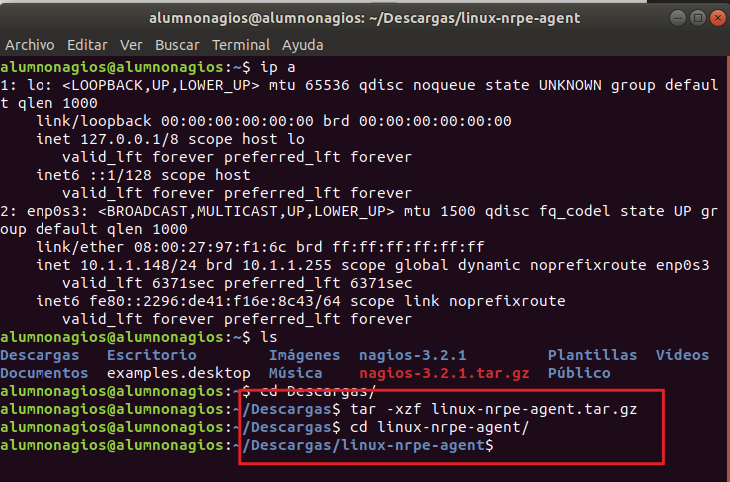 alumnonagios@alumnonagios: ~/Descargas/linux-nrpe-agent
Archivo Editar Ver Buscar Terminal Ayuda
alumnonagios@alumnonagios:~$ ip a
1: lo: <LOOPBACK,UP,LOWER_UP> mtu 65536 qdisc noqueue state UNKNOWN group defaul
t qlen 1000
    link/loopback 00:00:00:00:00:00 brd 00:00:00:00:00:00
    inet 127.0.0.1/8 scope host lo
       valid_lft forever preferred_lft forever
    inet6 ::1/128 scope host
       valid_lft forever preferred_lft forever
2: enp0s3: <BROADCAST,MULTICAST,UP,LOWER_UP> mtu 1500 qdisc fq_codel state UP gr
oup default qlen 1000
    link/ether 08:00:27:97:f1:6c brd ff:ff:ff:ff:ff:ff
    inet 10.1.1.148/24 brd 10.1.1.255 scope global dynamic noprefixroute enp0s3
       valid_lft 6371sec preferred_lft 6371sec
    inet6 fe80::2296:de41:f16e:8c43/64 scope link noprefixroute
       valid_lft forever preferred_lft forever
alumnonagios@alumnonagios:~$ ls
Descargas   Escritorio        Imágenes  nagios-3.2.1         Plantillas  Vídeos
Documentos  examples.desktop  Música    nagios-3.2.1.tar.gz  Público
alumnonagios@alumnonagios:~$ cd Descargas/
alumnonagios@alumnonagios:~/Descargas$ tar -xzf linux-nrpe-agent.tar.gz
alumnonagios@alumnonagios:~/Descargas$ cd linux-nrpe-agent/
alumnonagios@alumnonagios:~/Descargas/linux-nrpe-agent$